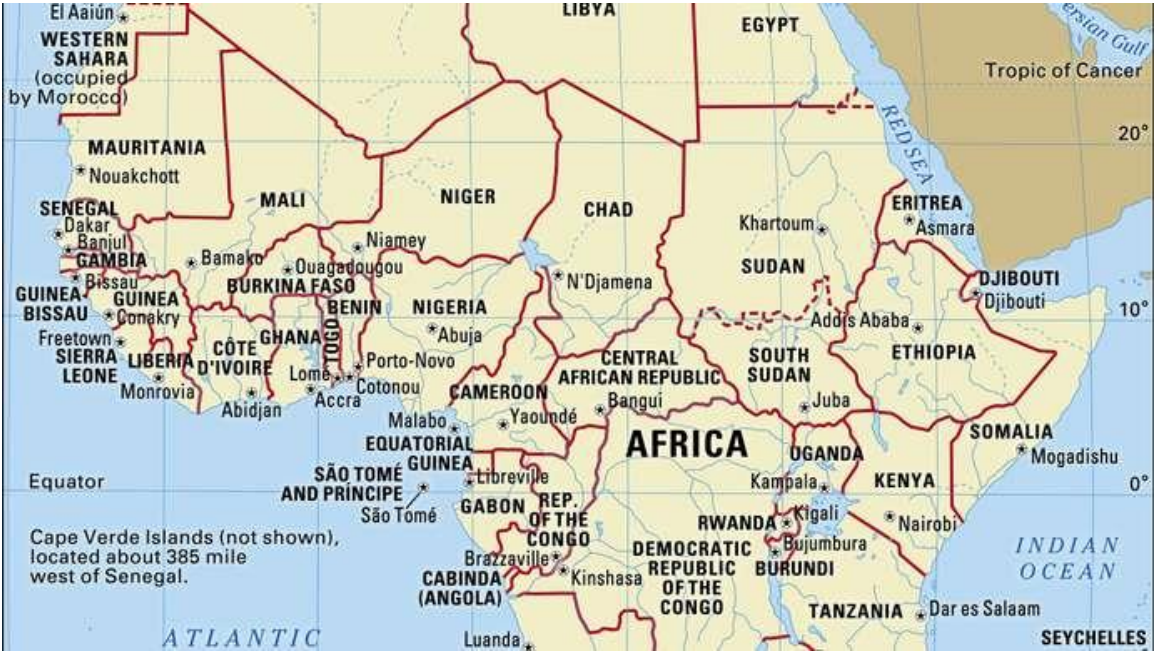 El Aaiún
LIBYA
EGYPT
Persian Gulf
WESTERN
SAHARA
(occupied
by Morocco)
Tropic of Cancer
RED SEA
20°
MAURITANIA
Nouakchott
MALI
NIGER
CHAD
ERITREA
Asmara
SENEGAL
Dakar
Banjul
GAMBIA
Bissau
GUINEA-
BISSAU
Khartoum
SUDAN
Niamey
Bamako
Ouagadougou
BURKINA FASO
N'Djamena
DJIBOUTI
Djibouti
GUINEA
Conakry
BENIN
NIGERIA
Abuja
10°
Addis Ababa
ETHIOPIA
Freetown
SIERRA
LEONE
LIBERIA
Monrovia
CÔTE
D'IVOIRE
Abidjan
GHANA
TOGO
Lomé
Accra
Porto-Novo
Cotonou
CENTRAL
AFRICAN REPUBLIC
Bangui
SOUTH
SUDAN
Juba
CAMEROON
Yaoundé
Malabo
EQUATORIAL
GUINEA
AFRICA
UGANDA
Kampala
SOMALIA
Mogadishu
KENYA
Nairobi
Equator
0°
SÃO TOMÉ
AND PRÍNCIPE
São Tomé
Libreville
GABON
REP.
OF THE
CONGO
Brazzaville
Kinshasa
RWANDA
Kigali
Bujumbura
BURUNDI
DEMOCRATIC
REPUBLIC
OF THE
CONGO
Cape Verde Islands (not shown),
located about 385 mile
west of Senegal.
CABINDA
(ANGOLA)
INDIAN
OCEAN
TANZANIA
Dar es Salaam
ATLANTIC
Luanda
SEYCHELLES